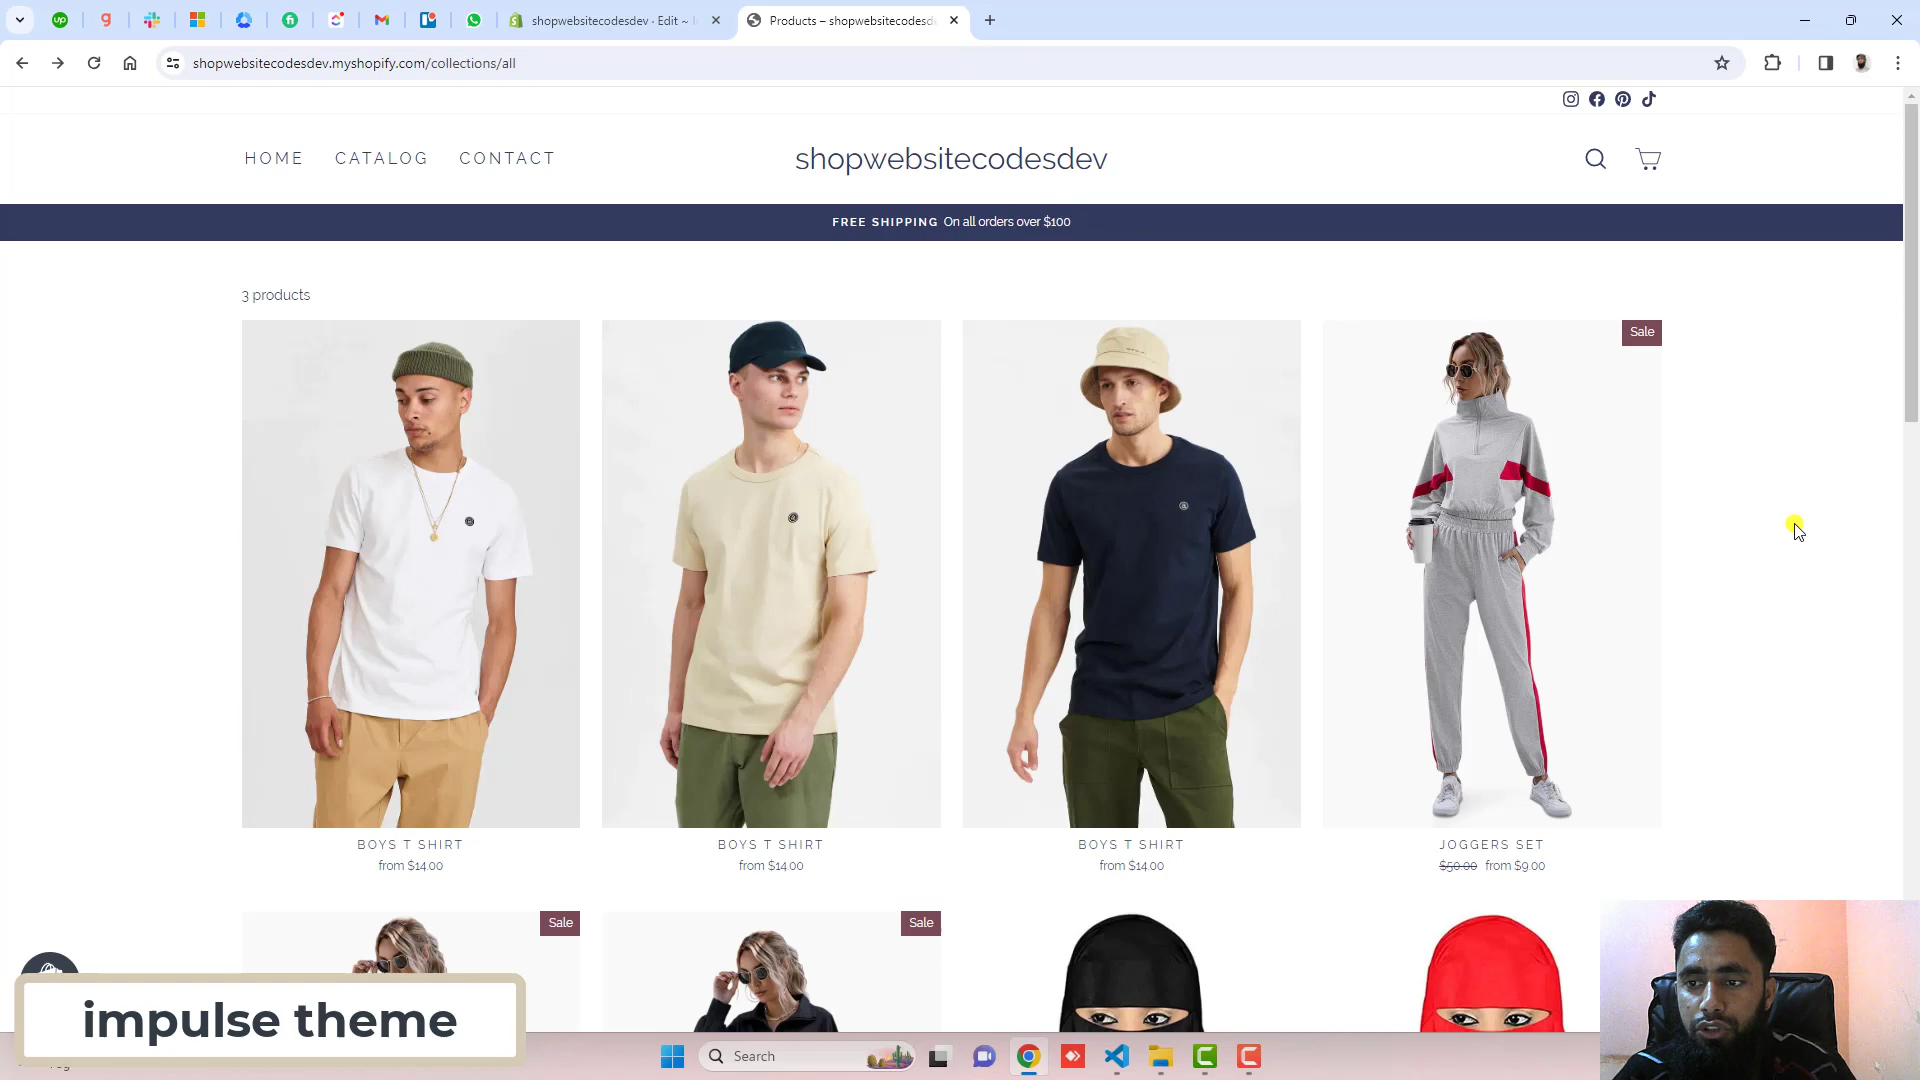 shopwebsitecodesdev · Edit ~
Products – shopwebsitecodesd
shopwebsitecodesdev.myshopify.com/collections/all
HOME CATALOG CONTACT
shopwebsitecodesdev
FREE SHIPPING On all orders over $100
3 products
Sale
BOYS T SHIRT
from $14.00
BOYS T SHIRT
from $14.00
BOYS T SHIRT
from $14.00
JOGGERS SET
$50.00 from $9.00
Sale
Sale
impulse theme
Search